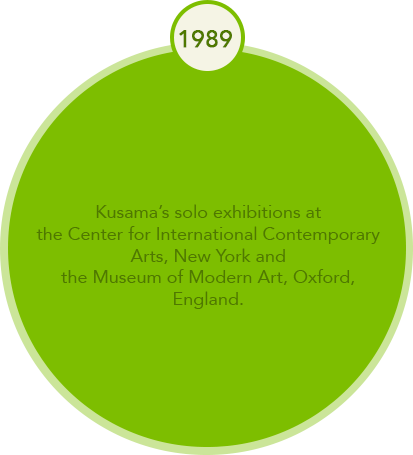 1989
Kusama’s solo exhibitions at
the Center for International Contemporary
Arts, New York and
the Museum of Modern Art, Oxford,
England.